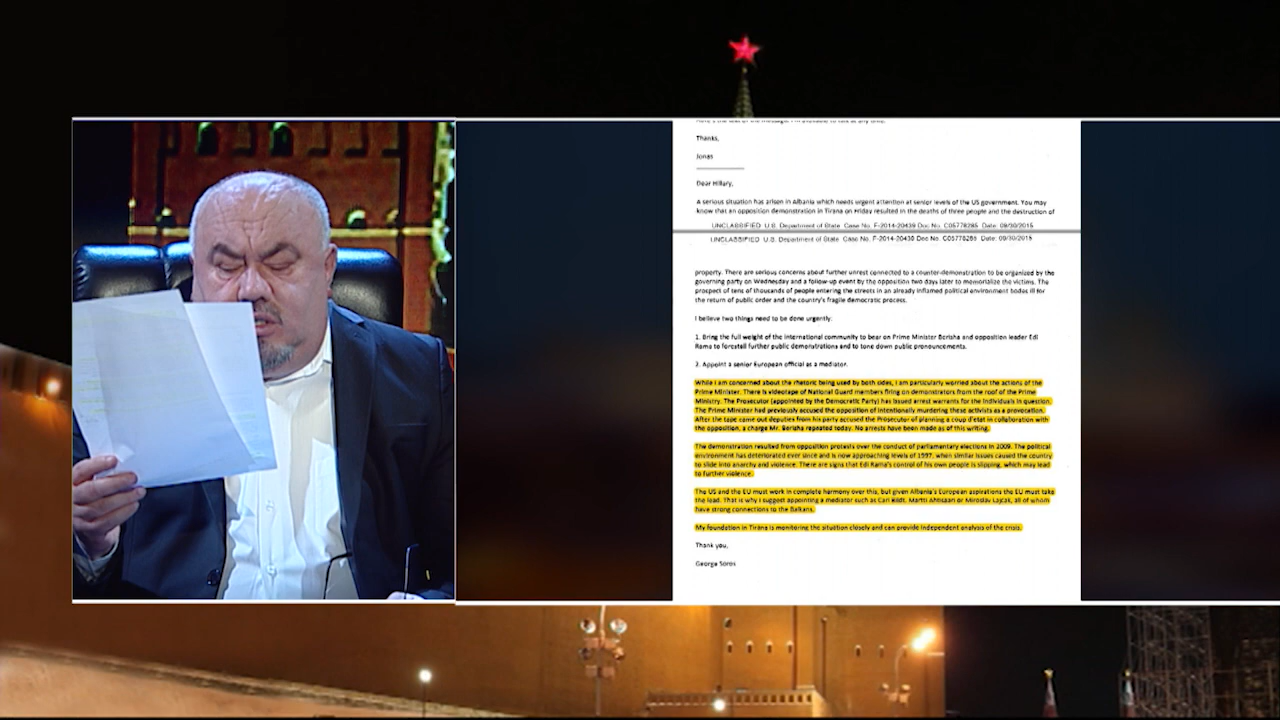 Thanks,
Jonas
Dear Hillary,
A serious situation has arisen in Albania which needs urgent attention at senior levels of the US government. You may
know that an opposition demonstration in Tirana on Friday resulted in the deaths of three people and the destruction of
UNCLASSIFIED U.S. Department of State Case No. F-2014-20439 Doc No. C05778285 Date: 09/30/2015
UNCLASSIFIED U.S. Department of State Case No. F-2014-20439 Doc No. C05778285 Date: 09/30/2015
property. There are serious concerns about further unrest connected to a counter-demonstration to be organized by the
governing party on Wednesday and a follow-up event by the opposition two days later to memorialize the victims. The
prospect of tens of thousands of people entering the streets in an already inflamed political environment bodes ill for
the return of public order and the country's fragile democratic process.
I believe two things need to be done urgently:
1. Bring the full weight of the international community to bear on Prime Minister Berisha and opposition leader Edi
Rama to forestall further public demonstrations and to tone down public pronouncements.
2. Appoint a senior European official as a mediator.
While I am concerned about the rhetoric being used by both sides, I am particularly worried about the actions of the
Prime Minister. There is videotape of National Guard members firing on demonstrators from the roof of the Prime
Ministry. The Prosecutor (appointed by the Democratic Party) has issued arrest warrants for the individuals in question.
The Prime Minister had previously accused the opposition of intentionally murdering these activists as a provocation.
After the tape came out deputies from his party accused the Prosecutor of planning a coup d'etat in collaboration with
the opposition, a charge Mr. Berisha repeated today. No arrests have been made as of this writing.
The demonstration resulted from opposition protests over the conduct of parliamentary elections in 2009. The political
environment has deteriorated ever since and is now approaching levels of 1997, when similar issues caused the country
to slide into anarchy and violence. There are signs that Edi Rama's control of his own people is slipping, which may lead
to further violence.
The US and the EU must work in complete harmony over this, but given Albania's European aspirations the EU must take
the lead. That is why I suggest appointing a mediator such as Carl Bildt, Martti Ahtisaari or Miroslav Lajcak, all of whom
have strong connections to the Balkans.
My foundation in Tirana is monitoring the situation closely and can provide independent analysis of the crisis.
Thank you,
George Soros